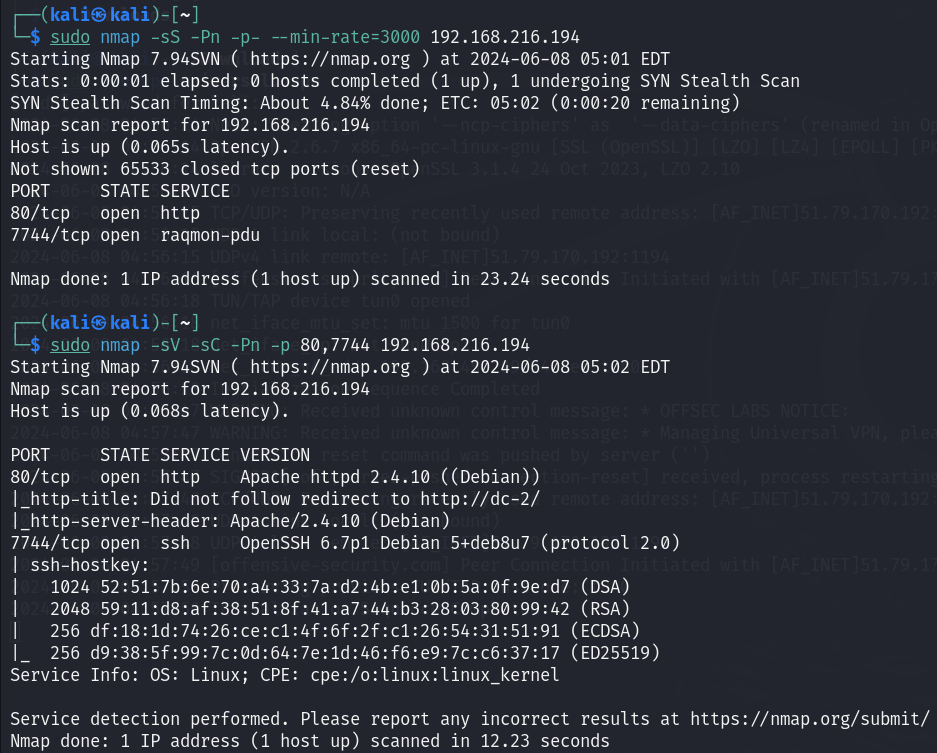 ┌──(kali㉿kali)-[~]
└─$ sudo nmap -sS -Pn -p- --min-rate=3000 192.168.216.194
Starting Nmap 7.94SVN ( https://nmap.org ) at 2024-06-08 05:01 EDT
Stats: 0:00:01 elapsed; 0 hosts completed (1 up), 1 undergoing SYN Stealth Scan
SYN Stealth Scan Timing: About 4.84% done; ETC: 05:02 (0:00:20 remaining)
Nmap scan report for 192.168.216.194
Host is up (0.065s latency).
Not shown: 65533 closed tcp ports (reset)
PORT     STATE SERVICE
80/tcp   open  http
7744/tcp open  raqmon-pdu

Nmap done: 1 IP address (1 host up) scanned in 23.24 seconds

┌──(kali㉿kali)-[~]
└─$ sudo nmap -sV -sC -Pn -p 80,7744 192.168.216.194
Starting Nmap 7.94SVN ( https://nmap.org ) at 2024-06-08 05:02 EDT
Nmap scan report for 192.168.216.194
Host is up (0.068s latency).

PORT     STATE SERVICE VERSION
80/tcp   open  http    Apache httpd 2.4.10 ((Debian))
|_http-title: Did not follow redirect to http://dc-2/
|_http-server-header: Apache/2.4.10 (Debian)
7744/tcp open  ssh     OpenSSH 6.7p1 Debian 5+deb8u7 (protocol 2.0)
| ssh-hostkey:
|   1024 52:51:7b:6e:70:a4:33:7a:d2:4b:e1:0b:5a:0f:9e:d7 (DSA)
|   2048 59:11:d8:af:38:51:8f:41:a7:44:b3:28:03:80:99:42 (RSA)
|   256 df:18:1d:74:26:ce:c1:4f:6f:2f:c1:26:54:31:51:91 (ECDSA)
|_  256 d9:38:5f:99:7c:0d:64:7e:1d:46:f6:e9:7c:c6:37:17 (ED25519)
Service Info: OS: Linux; CPE: cpe:/o:linux:linux_kernel

Service detection performed. Please report any incorrect results at https://nmap.org/submit/
Nmap done: 1 IP address (1 host up) scanned in 12.23 seconds